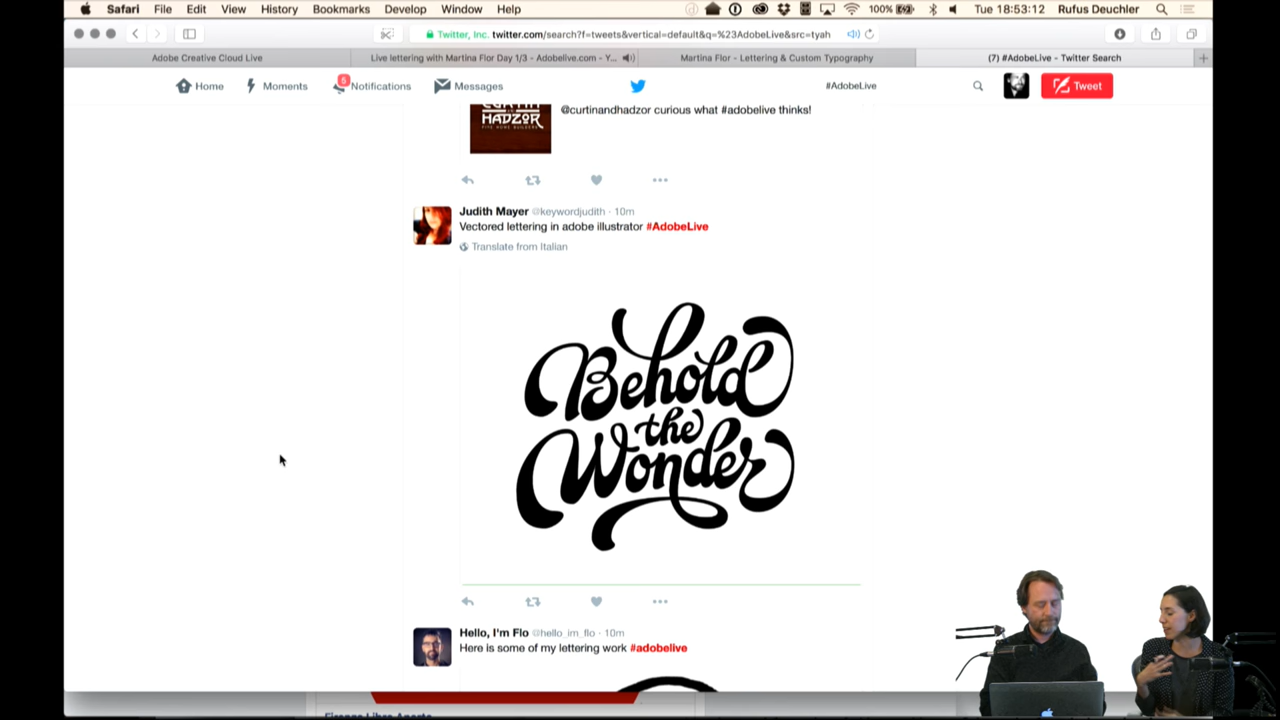 Safari File Edit View History Bookmarks Develop Window Help 100% Tue 18:53:12 Rufus Deuchler
Twitter, Inc. twitter.com/search?f=tweets&vertical=default&q=%23AdobeLive&src=tyah
Adobe Creative Cloud Live
Live lettering with Martina Flor Day 1/3 - Adobelive.com - Y...
Martina Flor - Lettering & Custom Typography
(7) #AdobeLive - Twitter Search
Home Moments 5 Notifications Messages #AdobeLive Tweet
HADZOR
@curtinandhadzor curious what #adobelive thinks!
Judith Mayer @keywordjudith · 10m
Vectored lettering in adobe illustrator #AdobeLive
Translate from Italian
Behold
the
Wonder
Hello, I'm Flo @hello_im_flo · 10m
Here is some of my lettering work #adobelive